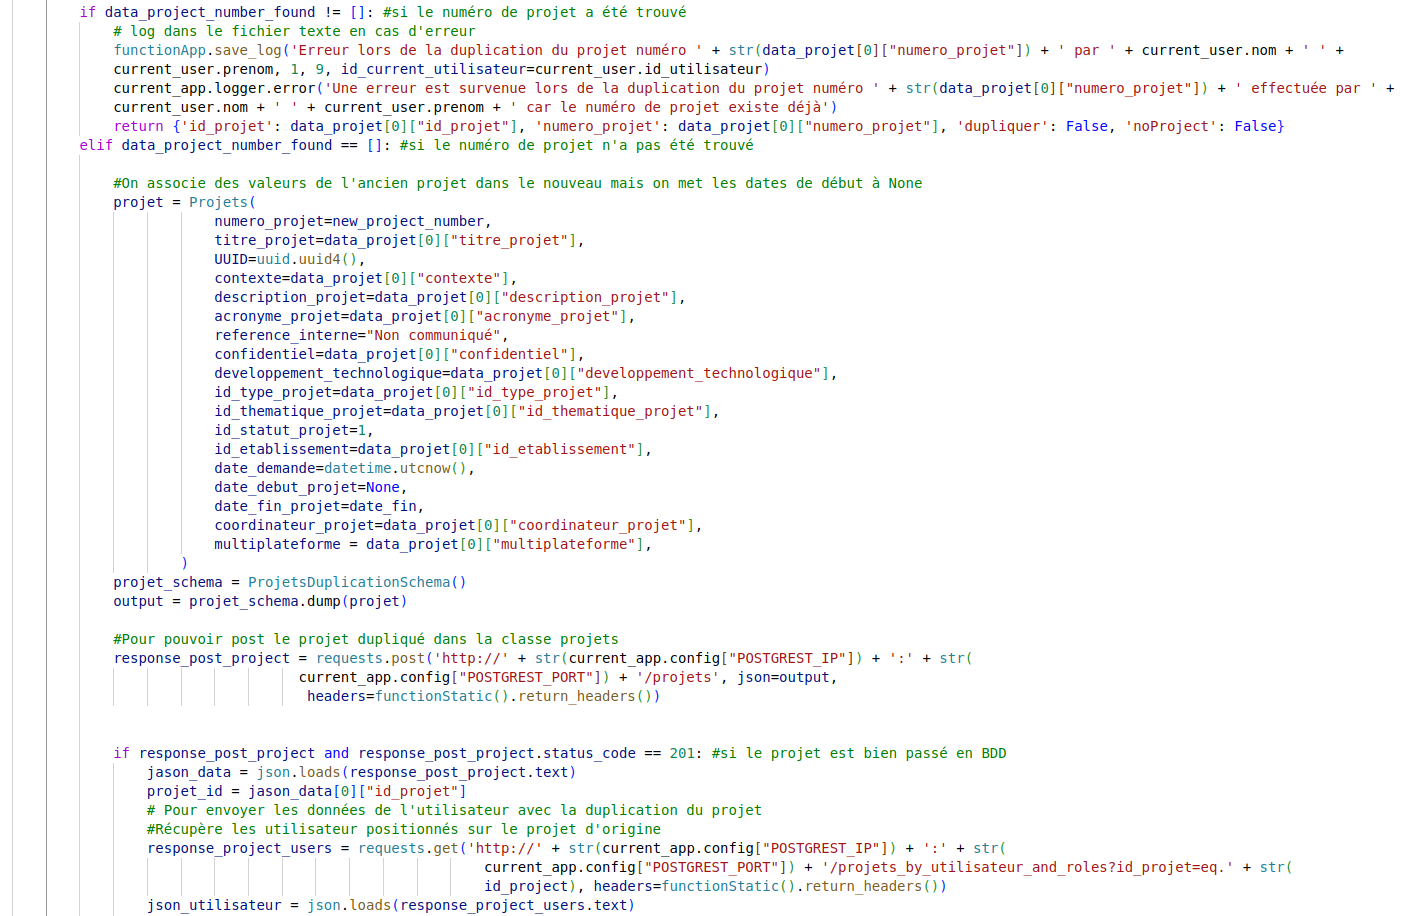 if data_project_number_found != []: #si le numéro de projet a été trouvé
# log dans le fichier texte en cas d'erreur
functionApp.save_log('Erreur lors de la duplication du projet numéro ' + str(data_projet[0]["numero_projet"]) + ' par ' + current_user.nom + ' ' +
current_user.prenom, 1, 9, id_current_utilisateur=current_user.id_utilisateur)
current_app.logger.error('Une erreur est survenue lors de la duplication du projet numéro ' + str(data_projet[0]["numero_projet"]) + ' effectuée par ' +
current_user.nom + ' ' + current_user.prenom + ' car le numéro de projet existe déjà')
return {'id_projet': data_projet[0]["id_projet"], 'numero_projet': data_projet[0]["numero_projet"], 'dupliquer': False, 'noProject': False}
elif data_project_number_found == []: #si le numéro de projet n'a pas été trouvé
#On associe des valeurs de l'ancien projet dans le nouveau mais on met les dates de début à None
projet = Projets(
numero_projet=new_project_number,
titre_projet=data_projet[0]["titre_projet"],
UUID=uuid.uuid4(),
contexte=data_projet[0]["contexte"],
description_projet=data_projet[0]["description_projet"],
acronyme_projet=data_projet[0]["acronyme_projet"],
reference_interne="Non communiqué",
confidentiel=data_projet[0]["confidentiel"],
developpement_technologique=data_projet[0]["developpement_technologique"],
id_type_projet=data_projet[0]["id_type_projet"],
id_thematique_projet=data_projet[0]["id_thematique_projet"],
id_statut_projet=1,
id_etablissement=data_projet[0]["id_etablissement"],
date_demande=datetime.utcnow(),
date_debut_projet=None,
date_fin_projet=date_fin,
coordinateur_projet=data_projet[0]["coordinateur_projet"],
multiplateforme = data_projet[0]["multiplateforme"],
)
projet_schema = ProjetsDuplicationSchema()
output = projet_schema.dump(projet)
#Pour pouvoir post le projet dupliqué dans la classe projets
response_post_project = requests.post('http://' + str(current_app.config["POSTGREST_IP"]) + ':' + str(
current_app.config["POSTGREST_PORT"]) + '/projets', json=output,
headers=functionStatic().return_headers())
if response_post_project and response_post_project.status_code == 201: #si le projet est bien passé en BDD
jason_data = json.loads(response_post_project.text)
projet_id = jason_data[0]["id_projet"]
# Pour envoyer les données de l'utilisateur avec la duplication du projet
#Récupère les utilisateur positionnés sur le projet d'origine
response_project_users = requests.get('http://' + str(current_app.config["POSTGREST_IP"]) + ':' + str(
current_app.config["POSTGREST_PORT"]) + '/projets_by_utilisateur_and_roles?id_projet=eq.' + str(
id_project), headers=functionStatic().return_headers())
json_utilisateur = json.loads(response_project_users.text)